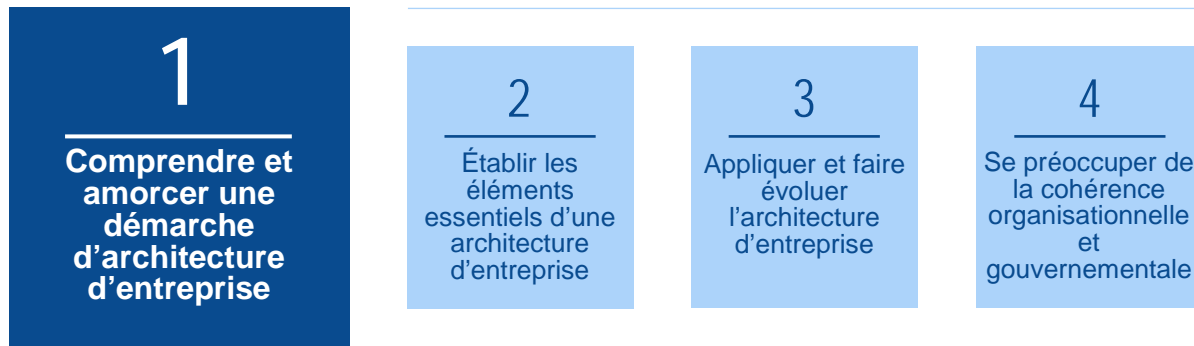 1
Comprendre et
amorcer une
démarche
d’architecture
d’entreprise
2
Établir les
éléments
essentiels d’une
architecture
d’entreprise
3
Appliquer et faire
évoluer
l’architecture
d’entreprise
4
Se préoccuper de
la cohérence
organisationnelle
et
gouvernementale